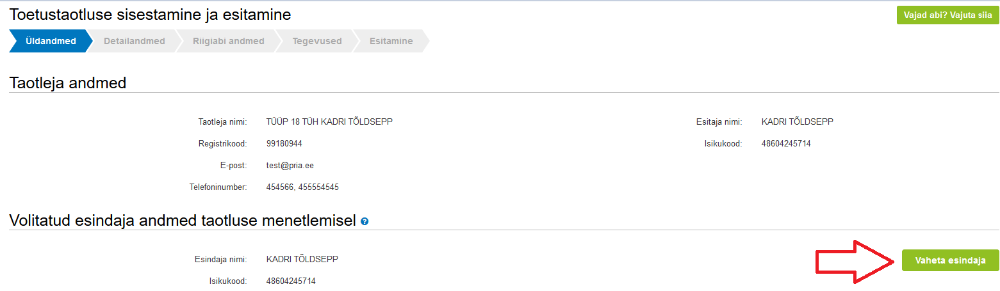 Toetustaotluse sisestamine ja esitamine
Vajad abi? Vajuta siia
Üldandmed Detailandmed Riigiabi andmed Tegevused Esitamine
Taotleja andmed
Taotleja nimi: TÜÜP 18 TÜH KADRI TÕLDSEPP Esitaja nimi: KADRI TÕLDSEPP
Registrikood: 99180944 Isikukood: 48604245714
E-post: test@pria.ee
Telefoninumber: 454566, 455554545
Volitatud esindaja andmed taotluse menetlemisel ?
Esindaja nimi: KADRI TÕLDSEPP Vaheta esindaja
Isikukood: 48604245714